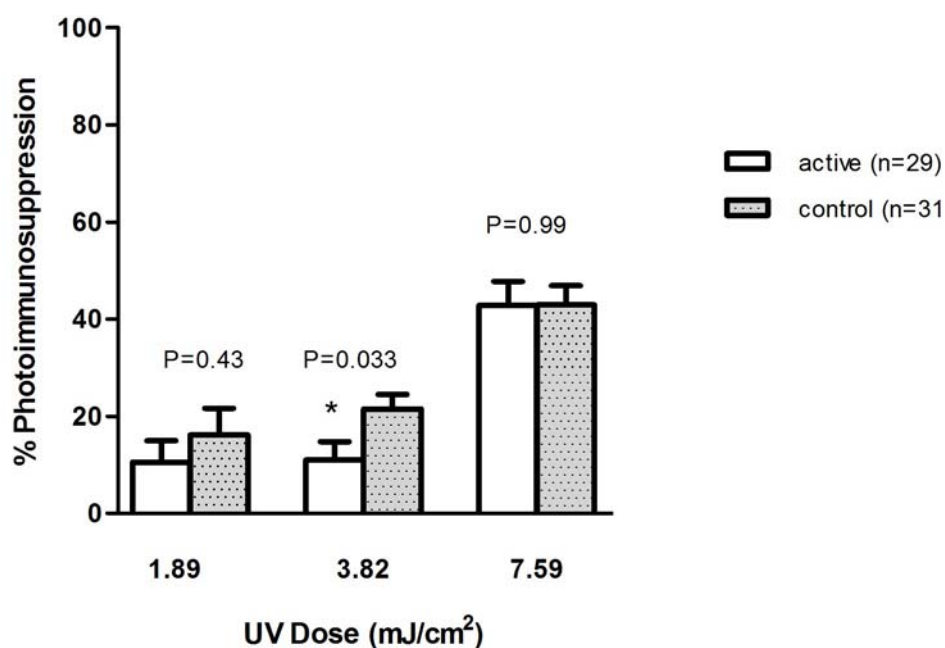 100
80
60
40
20
0
% Photoimmunosuppression
P=0.43
P=0.033
*
P=0.99
1.89
3.82
7.59
UV Dose (mJ/cm²)
active (n=29)
control (n=31